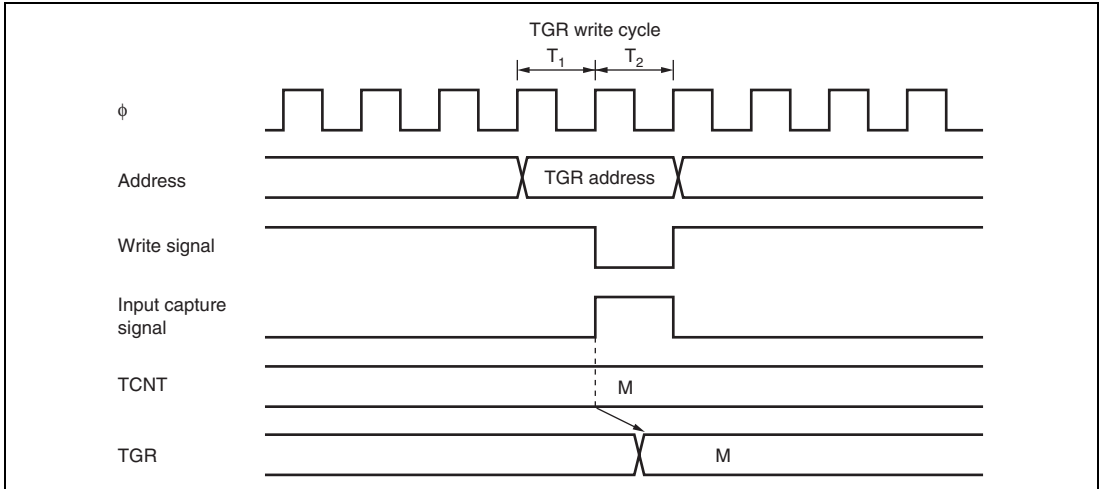 TGR write cycle
T1 T2
ϕ
Address
TGR address
Write signal
Input capture
signal
TCNT
M
TGR
M